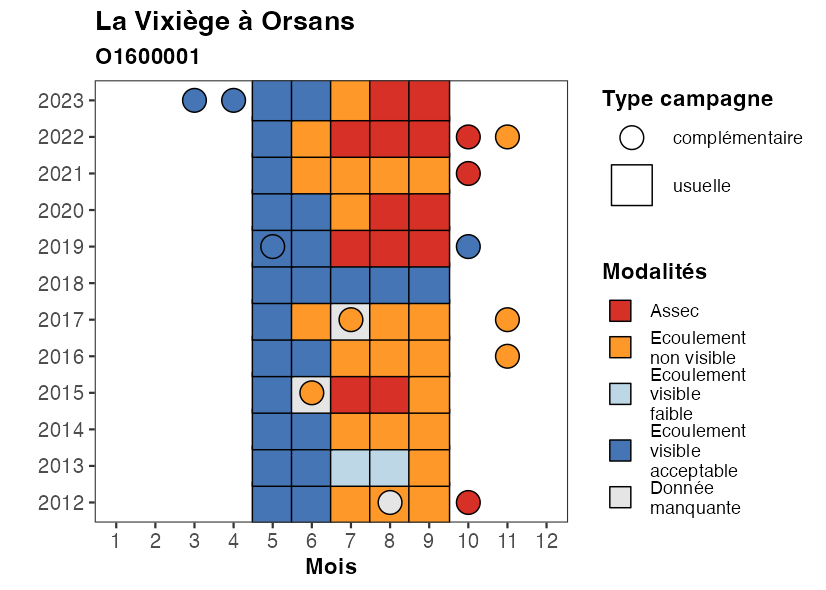 La Vixiège à Orsans
O1600001
2023
2022
2021
2020
2019
2018
2017
2016
2015
2014
2013
2012
1 2 3 4 5 6 7 8 9 10 11 12
Mois
Type campagne
complémentaire
usuelle
Modalités
Assec
Ecoulement
non visible
Ecoulement
visible
faible
Ecoulement
visible
acceptable
Donnée
manquante